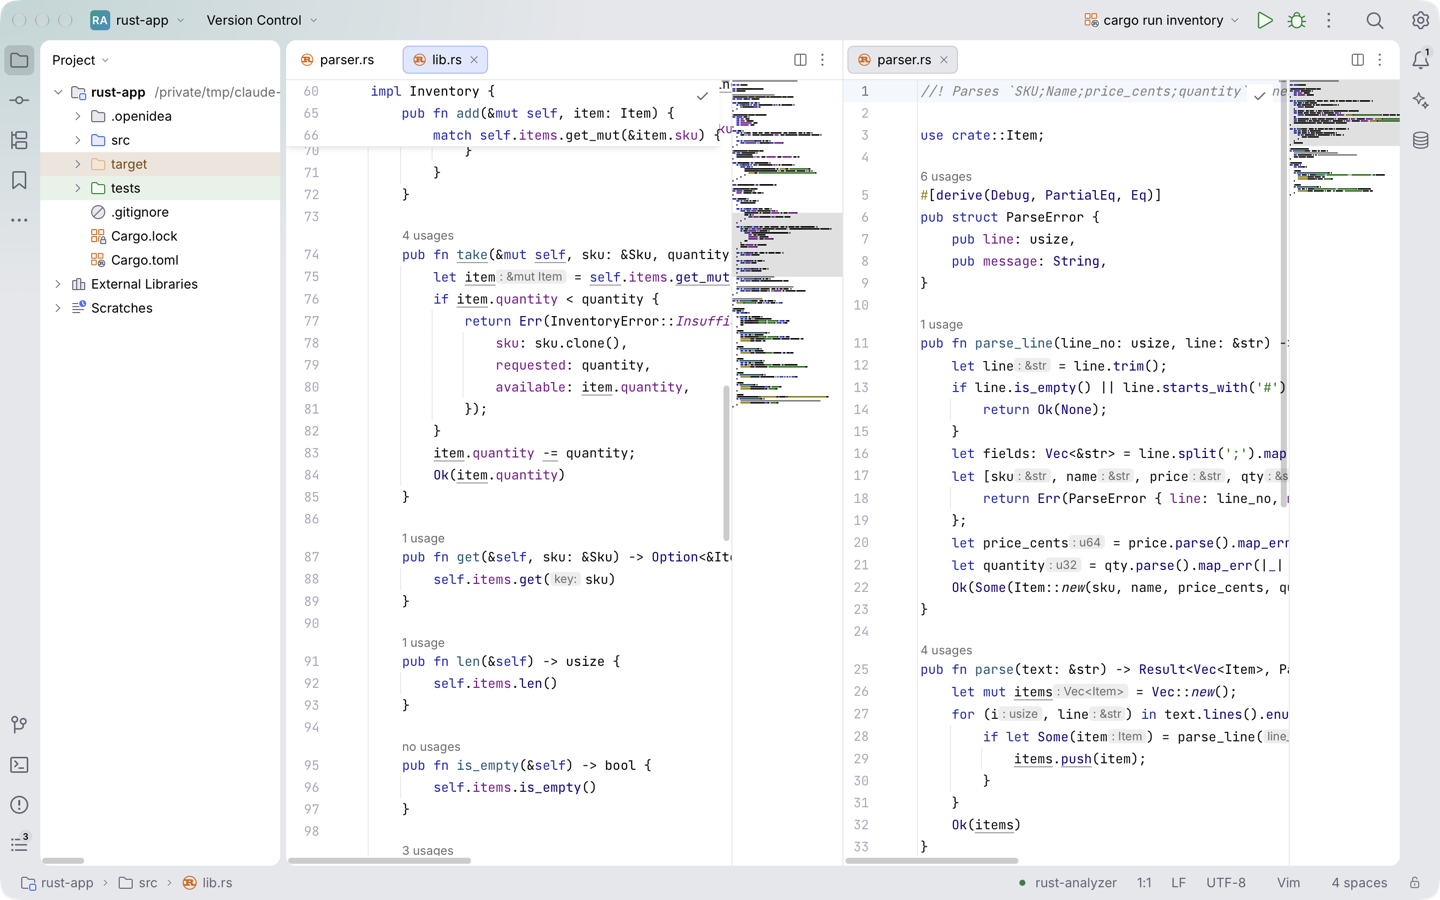 RA rust-app Version Control cargo run inventory
Project
rust-app /private/tmp/claude-
.openidea
src
target
tests
.gitignore
Cargo.lock
Cargo.toml
External Libraries
Scratches
parser.rs lib.rs
60 impl Inventory {
65 pub fn add(&mut self, item: Item) {
66 match self.items.get_mut(&item.sku) {
70 }
71 }
72 }
73
4 usages
74 pub fn take(&mut self, sku: &Sku, quantity
75 let item : &mut Item = self.items.get_mut
76 if item.quantity < quantity {
77 return Err(InventoryError::Insuffi
78 sku: sku.clone(),
79 requested: quantity,
80 available: item.quantity,
81 });
82 }
83 item.quantity -= quantity;
84 Ok(item.quantity)
85 }
86
1 usage
87 pub fn get(&self, sku: &Sku) -> Option<&Ite
88 self.items.get( key: sku)
89 }
90
1 usage
91 pub fn len(&self) -> usize {
92 self.items.len()
93 }
94
no usages
95 pub fn is_empty(&self) -> bool {
96 self.items.is_empty()
97 }
98
3 usages
parser.rs
1 //! Parses `SKU;Name;price_cents;quantity` ne
2
3 use crate::Item;
4
6 usages
5 #[derive(Debug, PartialEq, Eq)]
6 pub struct ParseError {
7 pub line: usize,
8 pub message: String,
9 }
10
1 usage
11 pub fn parse_line(line_no: usize, line: &str) ->
12 let line : &str = line.trim();
13 if line.is_empty() || line.starts_with('#')
14 return Ok(None);
15 }
16 let fields: Vec<&str> = line.split(';').map
17 let [sku : &str , name : &str , price : &str , qty : &s
18 return Err(ParseError { line: line_no,
19 };
20 let price_cents : u64 = price.parse().map_err
21 let quantity : u32 = qty.parse().map_err(|_|
22 Ok(Some(Item::new(sku, name, price_cents, qu
23 }
24
4 usages
25 pub fn parse(text: &str) -> Result<Vec<Item>, Pa
26 let mut items : Vec<Item> = Vec::new();
27 for (i : usize , line : &str ) in text.lines().enu
28 if let Some(item : Item ) = parse_line( line_
29 items.push(item);
30 }
31 }
32 Ok(items)
33 }
1
3
rust-app src lib.rs rust-analyzer 1:1 LF UTF-8 Vim 4 spaces